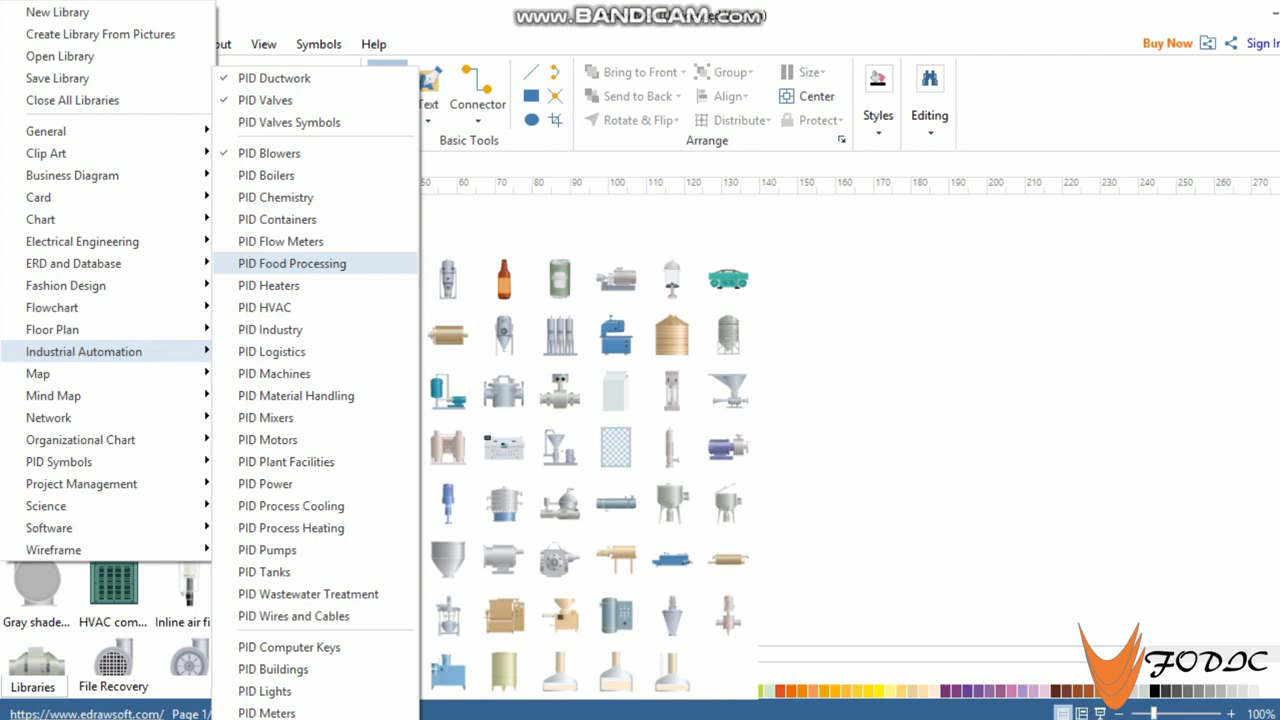 New Library
Create Library From Pictures
Open Library
Save Library
Close All Libraries
General
Clip Art
Business Diagram
Card
Chart
Electrical Engineering
ERD and Database
Fashion Design
Flowchart
Floor Plan
Industrial Automation
Map
Mind Map
Network
Organizational Chart
PID Symbols
Project Management
Science
Software
Wireframe
PID Ductwork
PID Valves
PID Valves Symbols
PID Blowers
PID Boilers
PID Chemistry
PID Containers
PID Flow Meters
PID Food Processing
PID Heaters
PID HVAC
PID Industry
PID Logistics
PID Machines
PID Material Handling
PID Mixers
PID Motors
PID Plant Facilities
PID Power
PID Process Cooling
PID Process Heating
PID Pumps
PID Tanks
PID Wastewater Treatment
PID Wires and Cables
PID Computer Keys
PID Buildings
PID Lights
PID Meters
www.BANDICAM.com
out View Symbols Help
Buy Now Sign In
Text Connector
Basic Tools
Bring to Front Group Size
Send to Back Align Center
Rotate & Flip Distribute Protect
Arrange
Styles Editing
50 60 70 80 90 100 110 120 130 140 150 160 170 180 190 200 210 220 230 240 250 260 270
Gray shade... HVAC com... Inline air fi
Libraries File Recovery
https://www.edrawsoft.com/ Page 1/
FODIC
100%